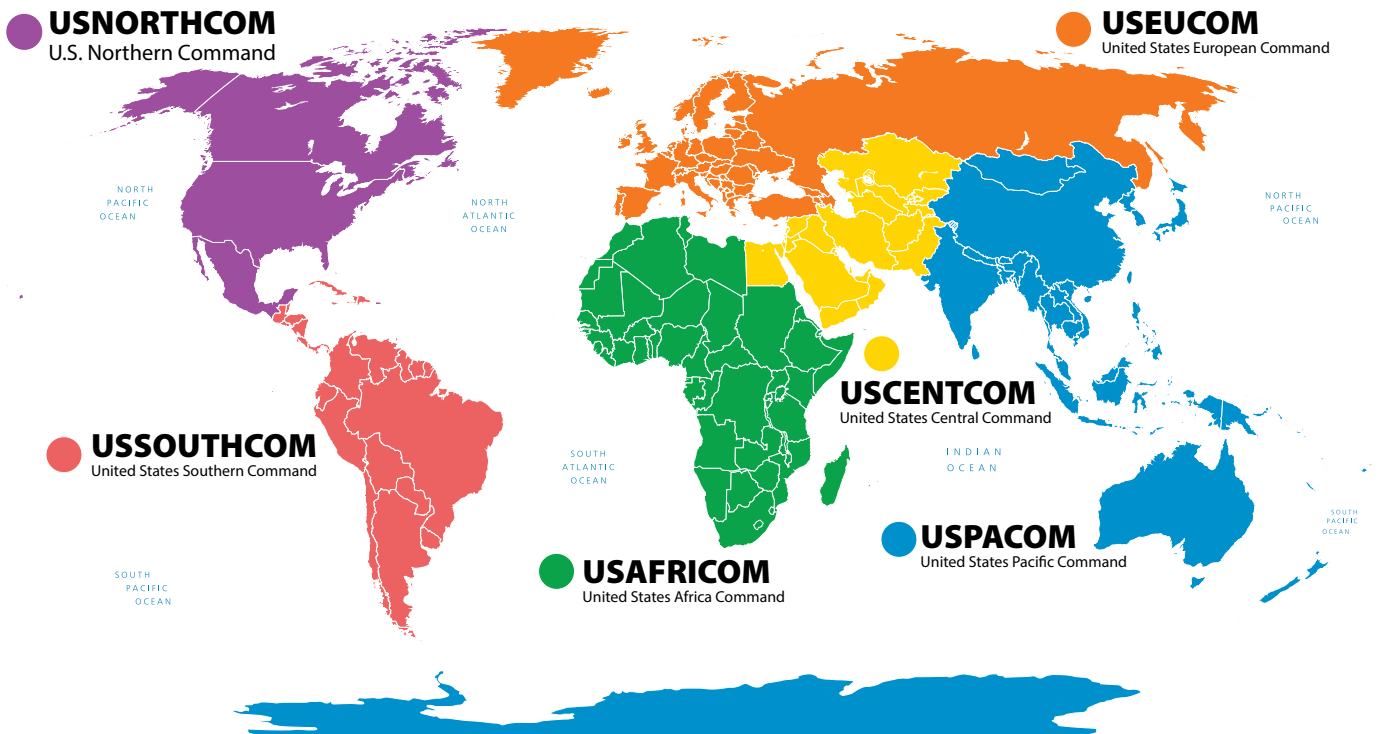 USNORTHCOM
U.S. Northern Command
USEUCOM
United States European Command
NORTH
PACIFIC
OCEAN
NORTH
ATLANTIC
OCEAN
NORTH
PACIFIC
OCEAN
USCENTCOM
United States Central Command
USSOUTHCOM
United States Southern Command
SOUTH
ATLANTIC
OCEAN
INDIAN
OCEAN
SOUTH
PACIFIC
OCEAN
USPACOM
United States Pacific Command
USAFRICOM
United States Africa Command
SOUTH
PACIFIC
OCEAN